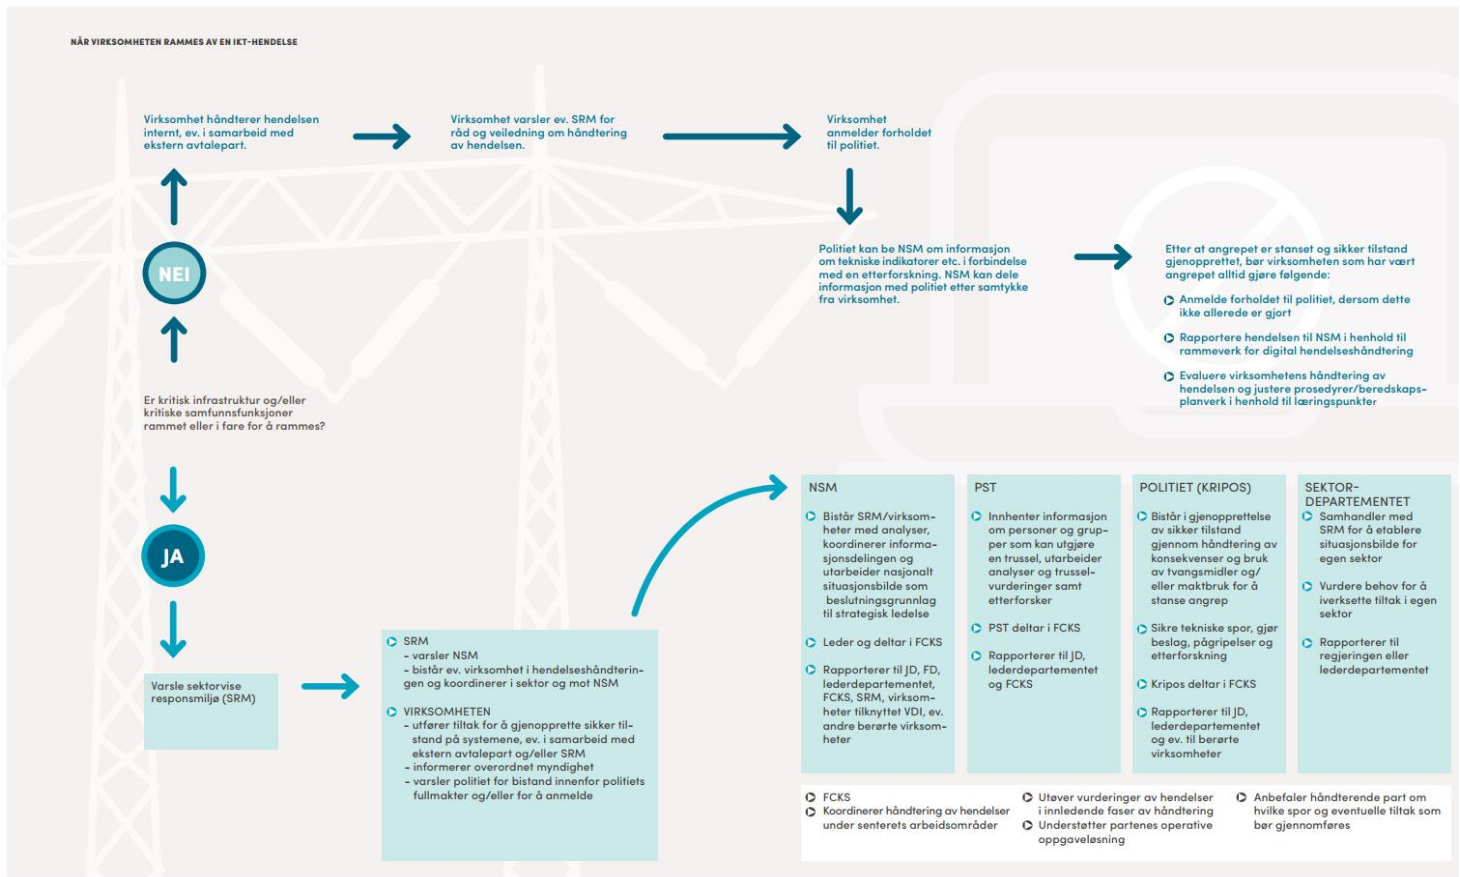 NÅR VIRKSOMHETEN RAMMES AV EN IKT-HENDELSE
Virksomhet håndterer hendelsen
internt, ev. i samarbeid med
ekstern avtalepart.
Virksomhet varsler ev. SRM for
råd og veiledning om håndtering
av hendelsen.
Virksomhet
anmelder forholdet
til politiet.
NEI
Politiet kan be NSM om informasjon
om tekniske indikatorer etc. i forbindelse
med en etterforskning. NSM kan dele
informasjon med politiet etter samtykke
fra virksomhet.
Etter at angrepet er stanset og sikker tilstand
gjenopprettet, bør virksomheten som har vært
angrepet alltid gjøre følgende:
Anmelde forholdet til politiet, dersom dette
ikke allerede er gjort
Rapportere hendelsen til NSM i henhold til
rammeverk for digital hendelseshåndtering
Evaluere virksomhetens håndtering av
hendelsen og justere prosedyrer/beredskaps-
planverk i henhold til læringspunkter
Er kritisk infrastruktur og/eller
kritiske samfunnsfunksjoner
rammet eller i fare for å rammes?
JA
Varsle sektorvise
responsmiljø (SRM)
SRM
- varsler NSM
- bistår ev. virksomhet i hendelseshåndterin-
gen og koordinerer i sektor og mot NSM
VIRKSOMHETEN
- utfører tiltak for å gjenopprette sikker til-
stand på systemene, ev. i samarbeid med
ekstern avtalepart og/eller SRM
- informerer overordnet myndighet
- varsler politiet for bistand innenfor politiets
fullmakter og/eller for å anmelde
NSM
Bistår SRM/virksom-
heter med analyser,
koordinerer informa-
sjonsdelingen og
utarbeider nasjonalt
situasjonsbilde som
beslutningsgrunnlag
til strategisk ledelse
Leder og deltar i FCKS
Rapporterer til JD, FD,
lederdepartementet,
FCKS, SRM, virksom-
heter tilknyttet VDI, ev.
andre berørte virksom-
heter
PST
Innhenter informasjon
om personer og grup-
per som kan utgjøre
en trussel, utarbeider
analyser og trussel-
vurderinger samt
etterforsker
PST deltar i FCKS
Rapporterer til JD,
lederdepartementet
og FCKS
POLITIET (KRIPOS)
Bistår i gjenopprettelse
av sikker tilstand
gjennom håndtering av
konsekvenser og bruk
av tvangsmidler og/
eller maktbruk for å
stanse angrep
Sikre tekniske spor, gjør
beslag, pågripelser og
etterforskning
Kripos deltar i FCKS
Rapporterer til JD,
lederdepartementet
og ev. til berørte
virksomheter
SEKTOR-
DEPARTEMENTET
Samhandler med
SRM for å etablere
situasjonsbilde for
egen sektor
Vurdere behov for å
iverksette tiltak i egen
sektor
Rapporterer til
regjeringen eller
lederdepartementet
FCKS
Koordinerer håndtering av hendelser
under senterets arbeidsområder
Utøver vurderinger av hendelser
i innledende faser av håndtering
Understøtter partenes operative
oppgaveløsning
Anbefaler håndterende part om
hvilke spor og eventuelle tiltak som
bør gjennomføres